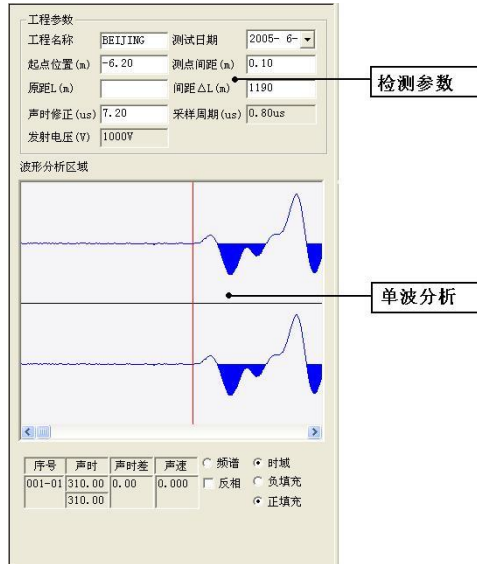 工程参数
工程名称 BEIJING 测试日期 2005- 6-
起点位置(m) -6.20 测点间距(m) 0.10
原距L(m) 间距△L(m) 1190
声时修正(us) 7.20 采样周期(us) 0.80us
发射电压(V) 1000V
检测参数
波形分析区域
单波分析
序号 声时 声时差 声速 频谱 时域
001-01 310.00 0.00 0.000 反相 负填充
310.00 正填充